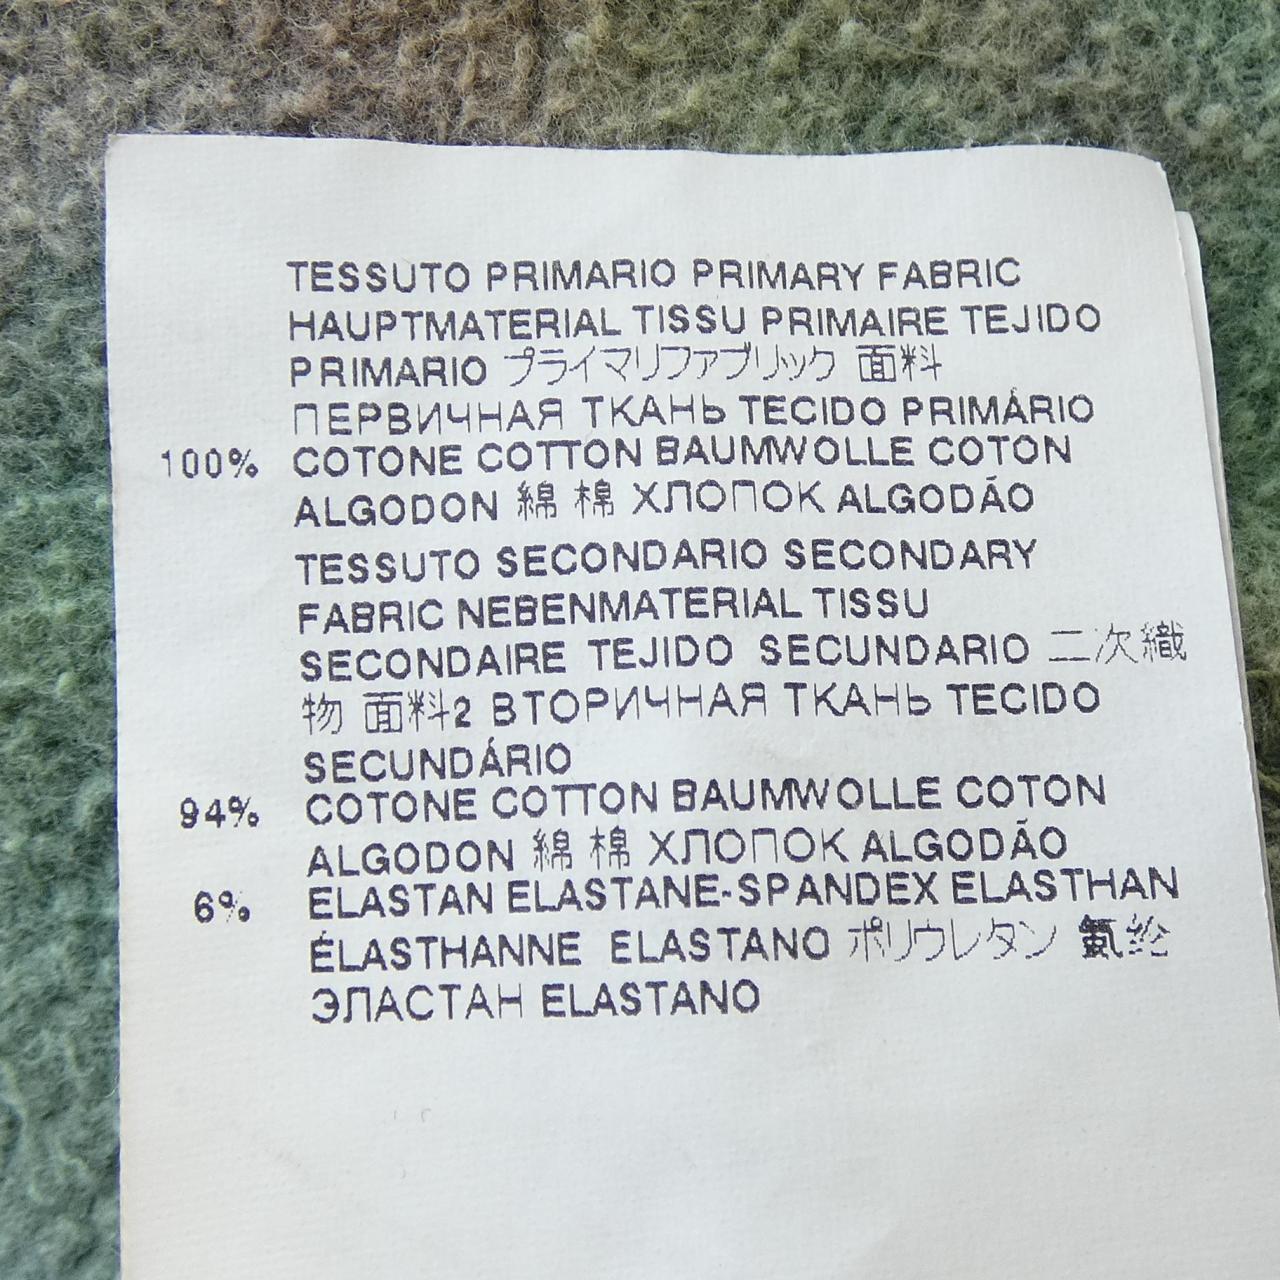 TESSUTO PRIMARIO PRIMARY FABRIC
HAUPTMATERIAL TISSU PRIMAIRE TEJIDO
PRIMARIO プライマリファブリック 面料
ПЕРВИЧНАЯ ТКАНЬ TECIDO PRIMÁRIO
100% COTONE COTTON BAUMWOLLE COTON
ALGODON 綿 棉 ХЛОПОК ALGODÃO
TESSUTO SECONDARIO SECONDARY
FABRIC NEBENMATERIAL TISSU
SECONDAIRE TEJIDO SECUNDARIO 二次織
物 面料2 ВТОРИЧНАЯ ТКАНЬ TECIDO
SECUNDÁRIO
94% COTONE COTTON BAUMWOLLE COTON
ALGODON 綿 棉 ХЛОПОК ALGODÃO
6% ELASTAN ELASTANE-SPANDEX ELASTHAN
ÉLASTHANNE ELASTANO ポリウレタン 氨纶
ЭЛАСТАН ELASTANO